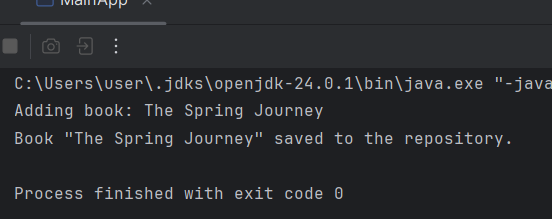 MainApp
C:\Users\user\.jdks\openjdk-24.0.1\bin\java.exe "-java
Adding book: The Spring Journey
Book "The Spring Journey" saved to the repository.
Process finished with exit code 0